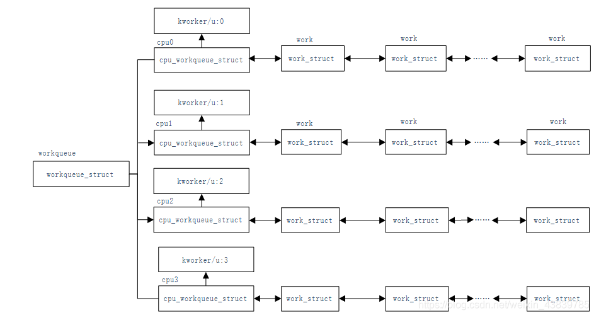 kworker/u:0
cpu0
cpu_workqueue_struct
work
work_struct
work
work_struct
......
work
work_struct
kworker/u:1
cpu1
cpu_workqueue_struct
work
work_struct
work
work_struct
......
work
work_struct
workqueue
workqueue_struct
kworker/u:2
cpu2
cpu_workqueue_struct
work_struct
work_struct
......
work_struct
kworker/u:3
cpu3
cpu_workqueue_struct
work_struct
work_struct
......
work_struct